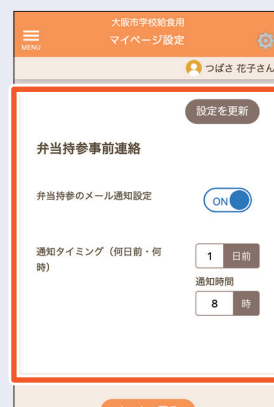 大阪市学校給食用
マイページ設定
MENU
つばさ 花子さん
設定を更新
弁当持参事前連絡
弁当持参のメール通知設定
ON
通知タイミング（何日前・何
時）
1 日前
通知時間
8 時